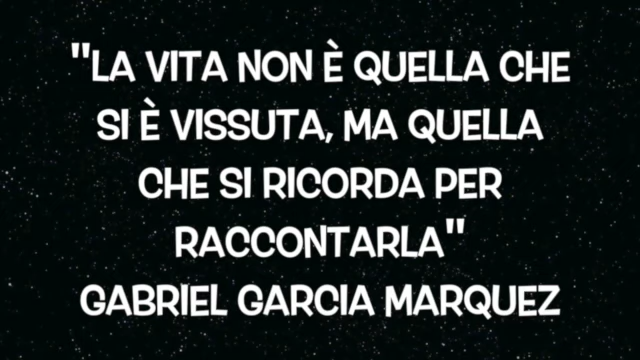 "LA VITA NON È QUELLA CHE
SI È VISSUTA, MA QUELLA
CHE SI RICORDA PER
RACCONTARLA"
GABRIEL GARCIA MARQUEZ